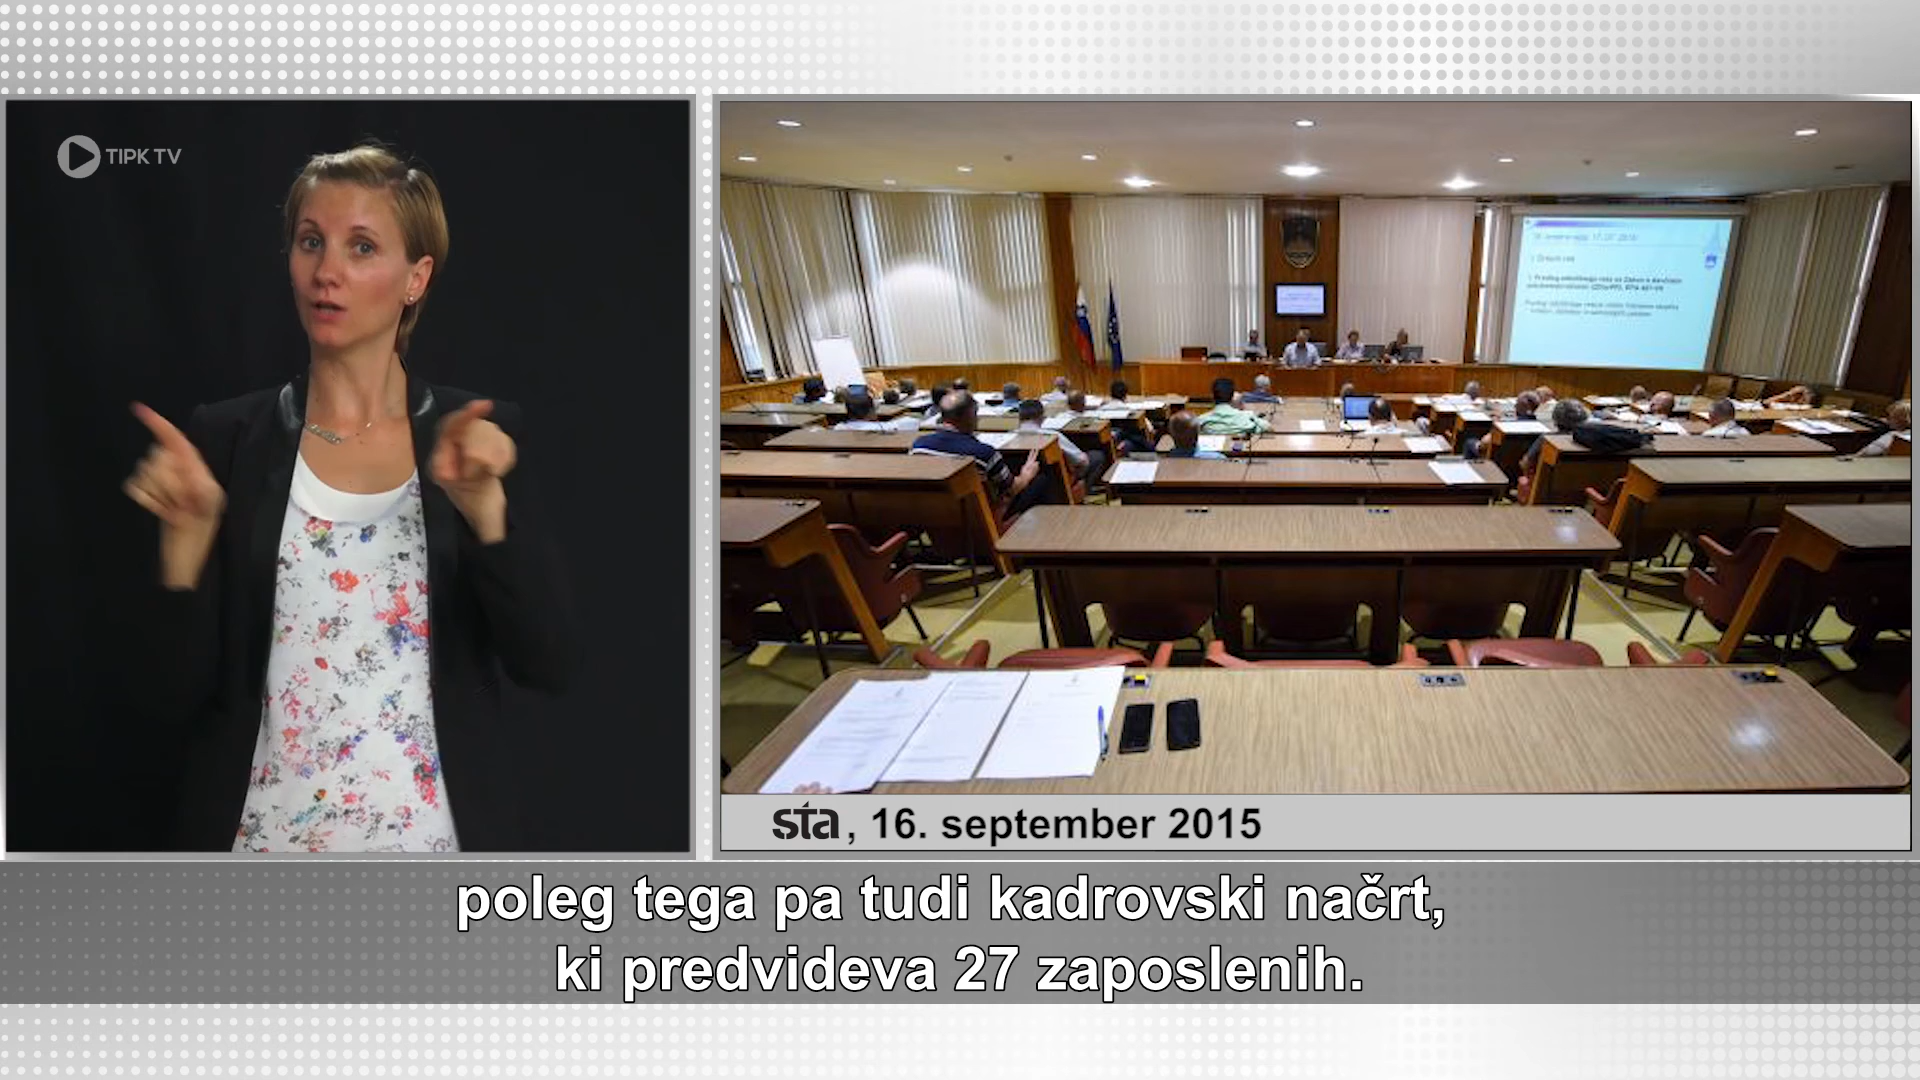 TIPK TV
sta, 16. september 2015
poleg tega pa tudi kadrovski načrt,
ki predvideva 27 zaposlenih.